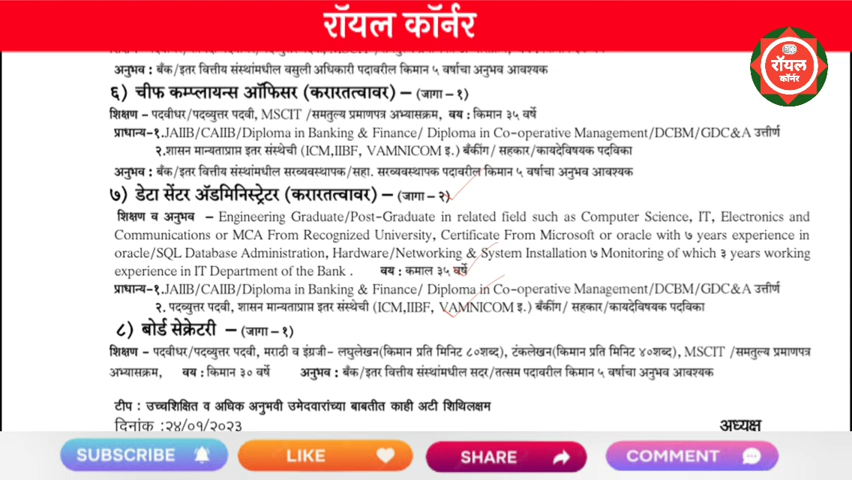 रॉयल कॉर्नर
रॉयल
कॉर्नर
अनुभव : बँक/इतर वित्तीय संस्थांमधील वसुली अधिकारी पदावरील किमान ५ वर्षाचा अनुभव आवश्यक
६) चीफ कम्प्लायन्स ऑफिसर (करारतत्वावर) – (जागा – १)
शिक्षण - पदवीधर/पदव्युत्तर पदवी, MSCIT /समतुल्य प्रमाणपत्र अभ्यासक्रम, वय : किमान ३५ वर्षे
प्राधान्य-१.JAIIB/CAIIB/Diploma in Banking & Finance/ Diploma in Co-operative Management/DCBM/GDC&A उत्तीर्ण
२.शासन मान्यताप्राप्त इतर संस्थेची (ICM,IIBF, VAMNICOM इ.) बँकींग/ सहकार/कायदेविषयक पदविका
अनुभव : बँक/इतर वित्तीय संस्थांमधील सरव्यवस्थापक/सहा. सरव्यवस्थापक पदावरील किमान ५ वर्षाचा अनुभव आवश्यक
७) डेटा सेंटर ॲडमिनिस्ट्रेटर (करारतत्वावर) – (जागा – २)
शिक्षण व अनुभव – Engineering Graduate/Post-Graduate in related field such as Computer Science, IT, Electronics and
Communications or MCA From Recognized University, Certificate From Microsoft or oracle with ७ years experience in
oracle/SQL Database Administration, Hardware/Networking & System Installation ७ Monitoring of which ३ years working
experience in IT Department of the Bank . वय : कमाल ३५ वर्षे
प्राधान्य-१.JAIIB/CAIIB/Diploma in Banking & Finance/ Diploma in Co-operative Management/DCBM/GDC&A उत्तीर्ण
२. पदव्युत्तर पदवी, शासन मान्यताप्राप्त इतर संस्थेची (ICM,IIBF, VAMNICOM इ.) बँकींग/ सहकार/कायदेविषयक पदविका
८) बोर्ड सेक्रेटरी – (जागा – १)
शिक्षण – पदवीधर/पदव्युत्तर पदवी, मराठी व इंग्रजी- लघुलेखन(किमान प्रति मिनिट ८०शब्द), टंकलेखन(किमान प्रति मिनिट ४०शब्द), MSCIT /समतुल्य प्रमाणपत्र
अभ्यासक्रम, वय : किमान ३० वर्षे अनुभव : बँक/इतर वित्तीय संस्थांमधील सदर/तत्सम पदावरील किमान ५ वर्षाचा अनुभव आवश्यक
टीप : उच्चशिक्षित व अधिक अनुभवी उमेदवारांच्या बाबतीत काही अटी शिथिलक्षम
दिनांक :२४/०१/२०२३ अध्यक्ष
SUBSCRIBE LIKE SHARE COMMENT